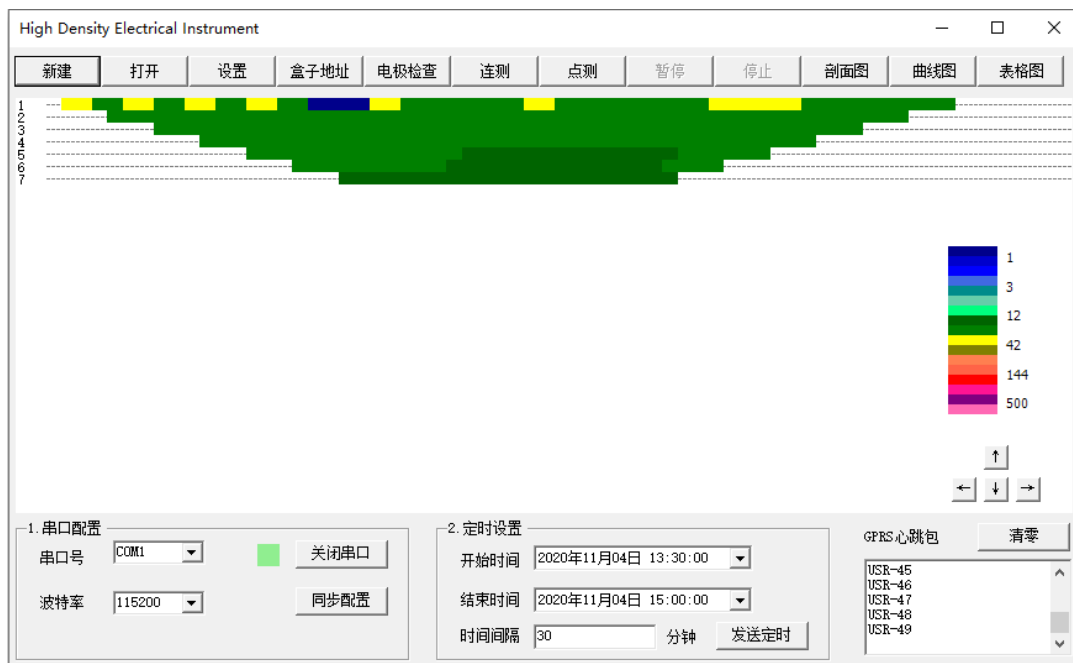 High Density Electrical Instrument
新建 打开 设置 盒子地址 电极检查 连测 点测 暂停 停止 剖面图 曲线图 表格图
1
2
3
4
5
6
7
1
3
12
42
144
500
↑
← ↓ →
1. 串口配置
串口号 COM1 关闭串口
波特率 115200 同步配置
2. 定时设置
开始时间 2020年11月04日 13:30:00
结束时间 2020年11月04日 15:00:00
时间间隔 30 分钟 发送定时
GPRS心跳包 清零
USR-45
USR-46
USR-47
USR-48
USR-49